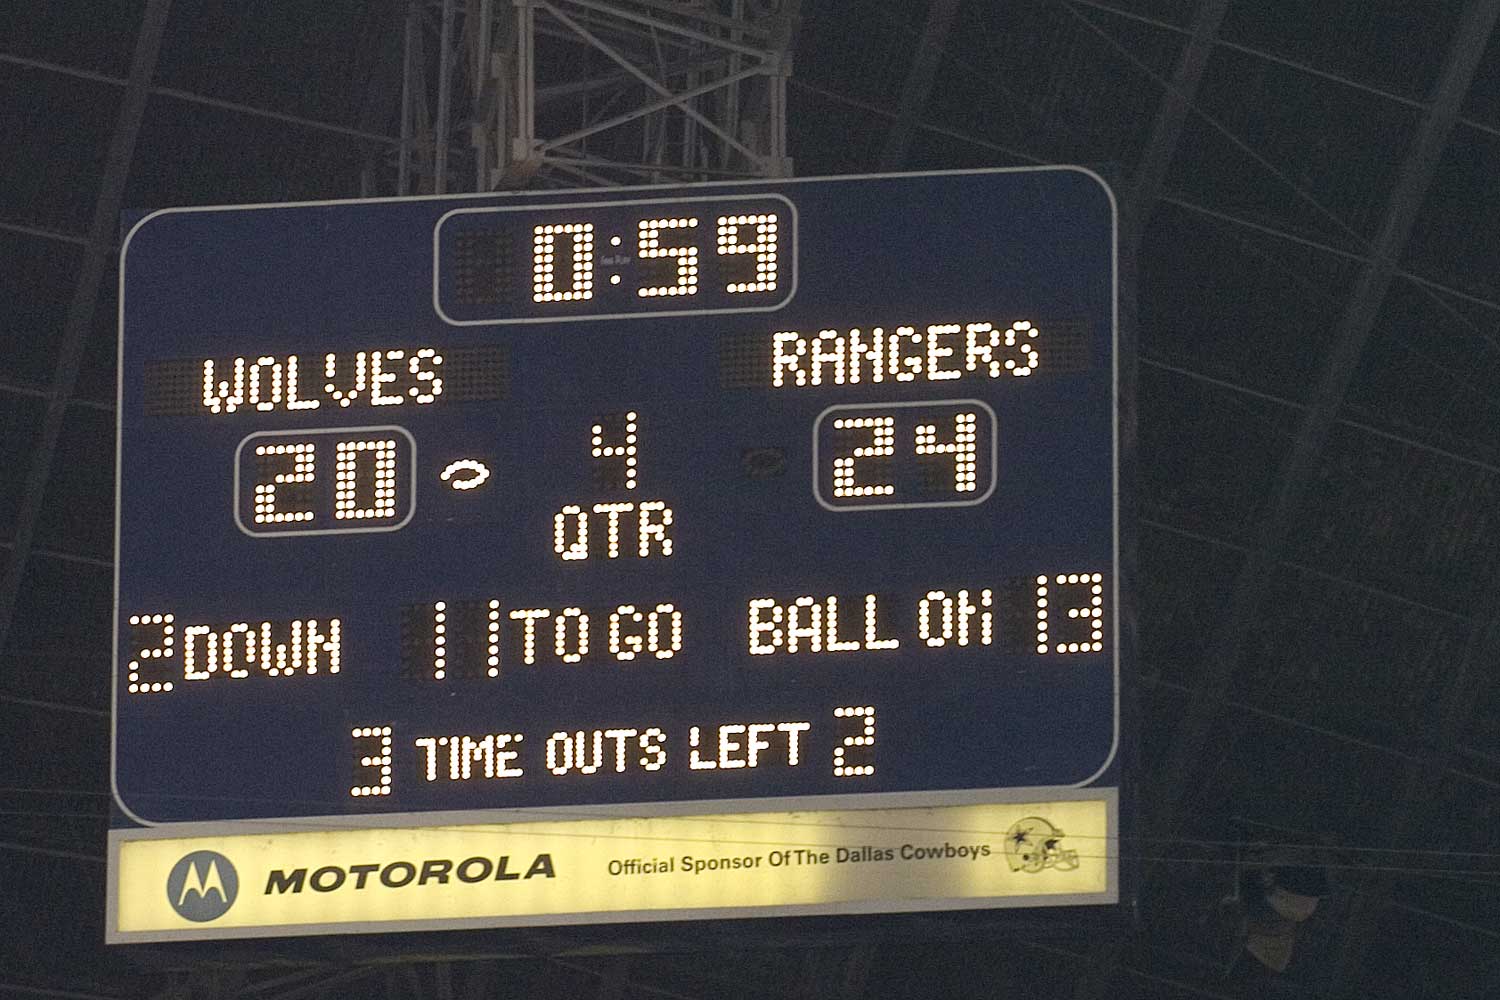 0:59
WOLVES RANGERS
20 4 24
QTR
2 DOWN 11 TO GO BALL ON 13
3 TIME OUTS LEFT 2
MOTOROLA Official Sponsor Of The Dallas Cowboys